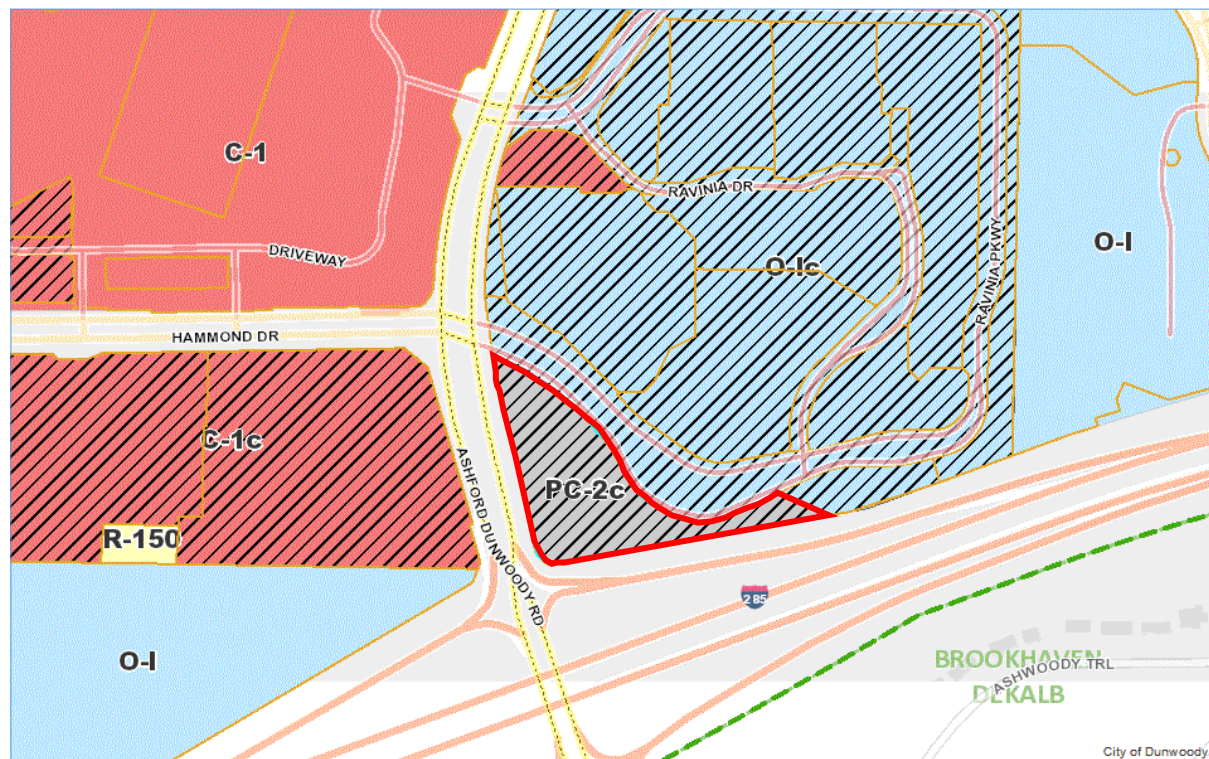 C-1
RAVINIA DR
DRIVEWAY
O-Ic
O-I
RAVINIA PKWY
HAMMOND DR
C-1c
PC-2c
ASHFORD-DUNWOODY RD
R-150
285
O-I
BROOKHAVEN
ASHWOODY TRL
DEKALB
City of Dunwoody